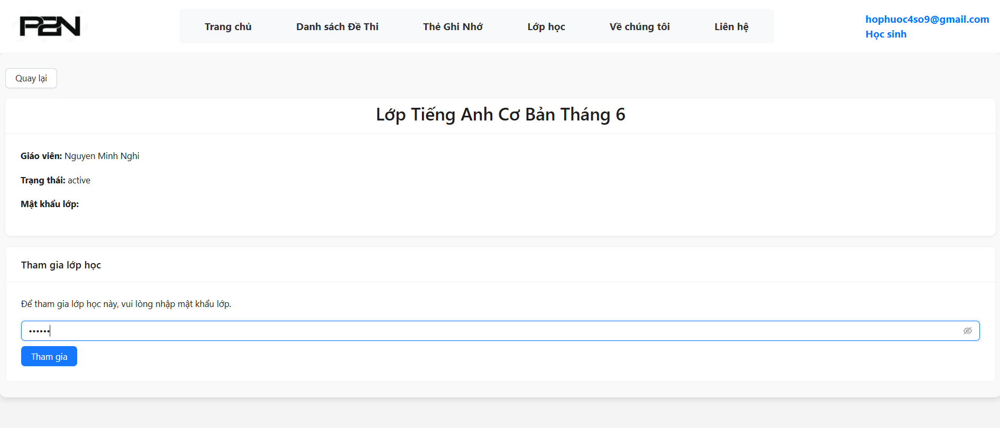 P2N
Trang chủ
Danh sách Đề Thi
Thẻ Ghi Nhớ
Lớp học
Về chúng tôi
Liên hệ
hophuoc4so9@gmail.com
Học sinh
Quay lại
Lớp Tiếng Anh Cơ Bản Tháng 6
Giáo viên: Nguyen Minh Nghi
Trạng thái: active
Mật khẩu lớp:
Tham gia lớp học
Để tham gia lớp học này, vui lòng nhập mật khẩu lớp.
••••••
Tham gia